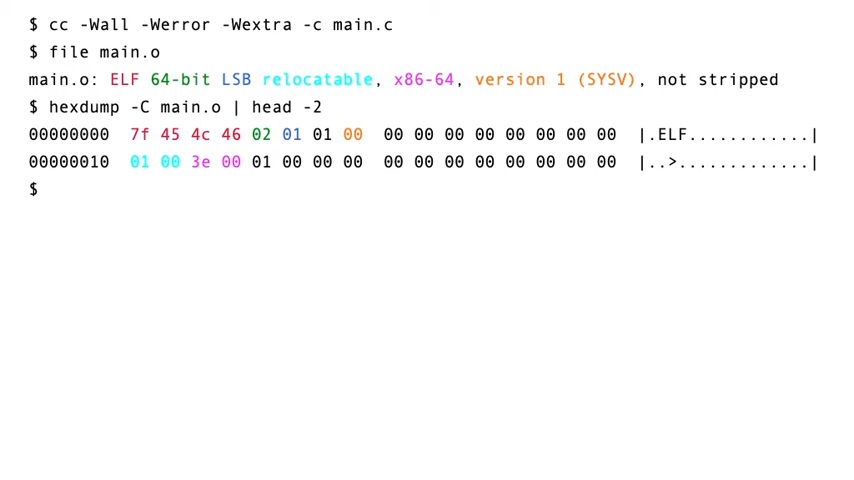 $ cc -Wall -Werror -Wextra -c main.c
$ file main.o
main.o: ELF 64-bit LSB relocatable, x86-64, version 1 (SYSV), not stripped
$ hexdump -C main.o | head -2
00000000  7f 45 4c 46 02 01 01 00  00 00 00 00 00 00 00 00  |.ELF............|
00000010  01 00 3e 00 01 00 00 00  00 00 00 00 00 00 00 00  |..>.............|
$